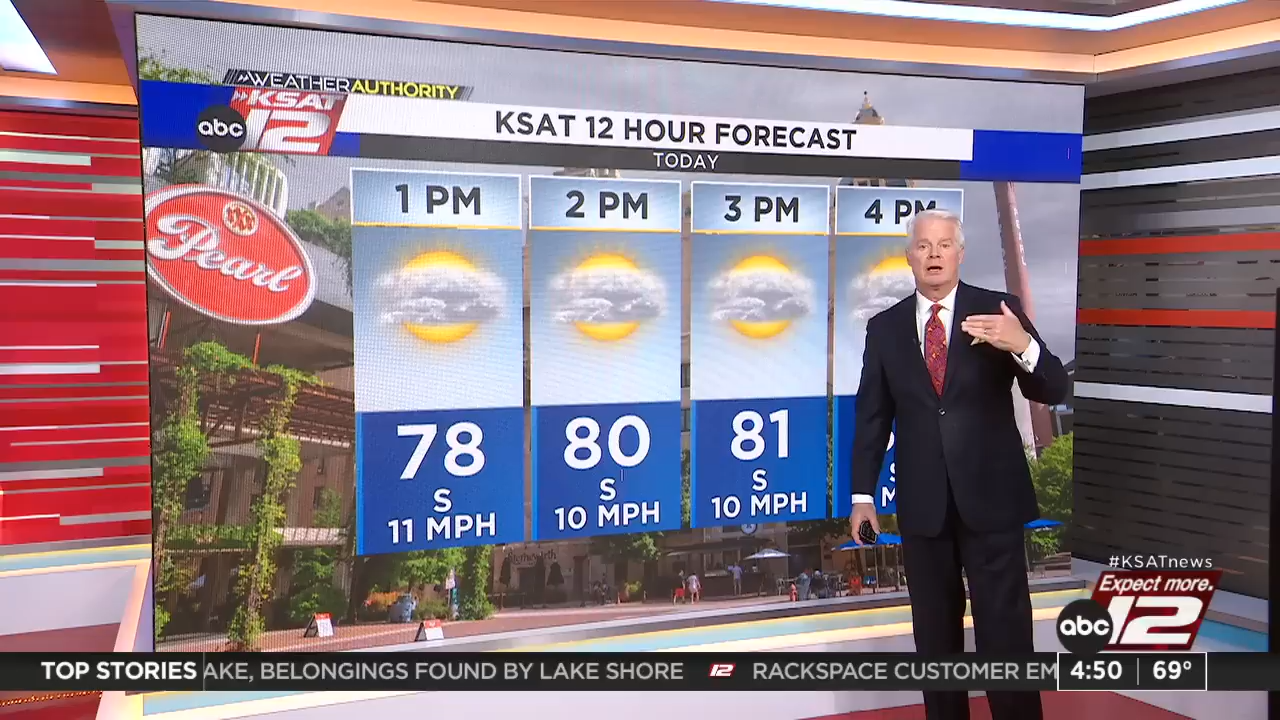 WEATHERAUTHORITY
KSAT
abc 12
KSAT 12 HOUR FORECAST
TODAY
1 PM
2 PM
3 PM
4 PM
Pearl
78
S
11 MPH
80
S
10 MPH
81
S
10 MPH
S
#KSATnews
Expect more.
abc 12
TOP STORIES
AKE, BELONGINGS FOUND BY LAKE SHORE
12
RACKSPACE CUSTOMER EM
4:50
69°